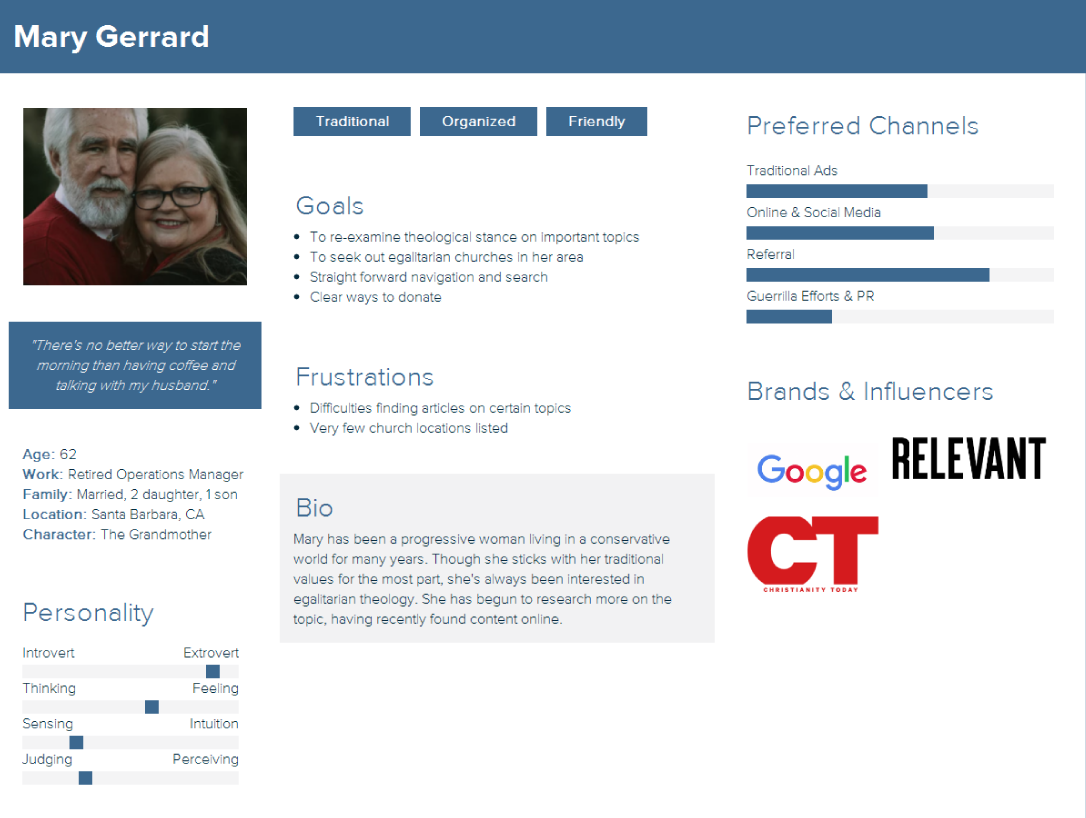 Mary Gerrard
"There's no better way to start the
morning than having coffee and
talking with my husband."
Age: 62
Work: Retired Operations Manager
Family: Married, 2 daughter, 1 son
Location: Santa Barbara, CA
Character: The Grandmother
Personality
Introvert Extrovert
Thinking Feeling
Sensing Intuition
Judging Perceiving
Traditional Organized Friendly
Goals
• To re-examine theological stance on important topics
• To seek out egalitarian churches in her area
• Straight forward navigation and search
• Clear ways to donate
Frustrations
• Difficulties finding articles on certain topics
• Very few church locations listed
Bio
Mary has been a progressive woman living in a conservative
world for many years. Though she sticks with her traditional
values for the most part, she's always been interested in
egalitarian theology. She has begun to research more on the
topic, having recently found content online.
Preferred Channels
Traditional Ads
Online & Social Media
Referral
Guerrilla Efforts & PR
Brands & Influencers
Google RELEVANT
CT
CHRISTIANITY TODAY